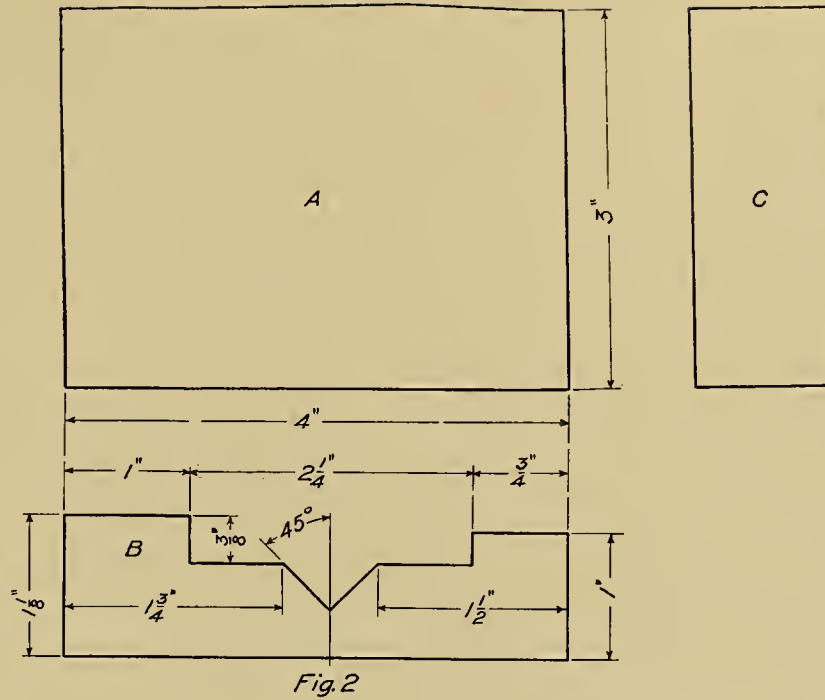 A
C
3"
4"
1"
2 1/4"
3/4"
B
3/8"
45°
1 1/8"
1 3/4"
1 1/2"
1"
Fig. 2